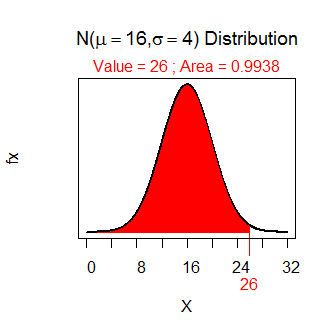 N(μ = 16,σ = 4) Distribution
Value = 26 ; Area = 0.9938
fx
0 8 16 24 32
26
X